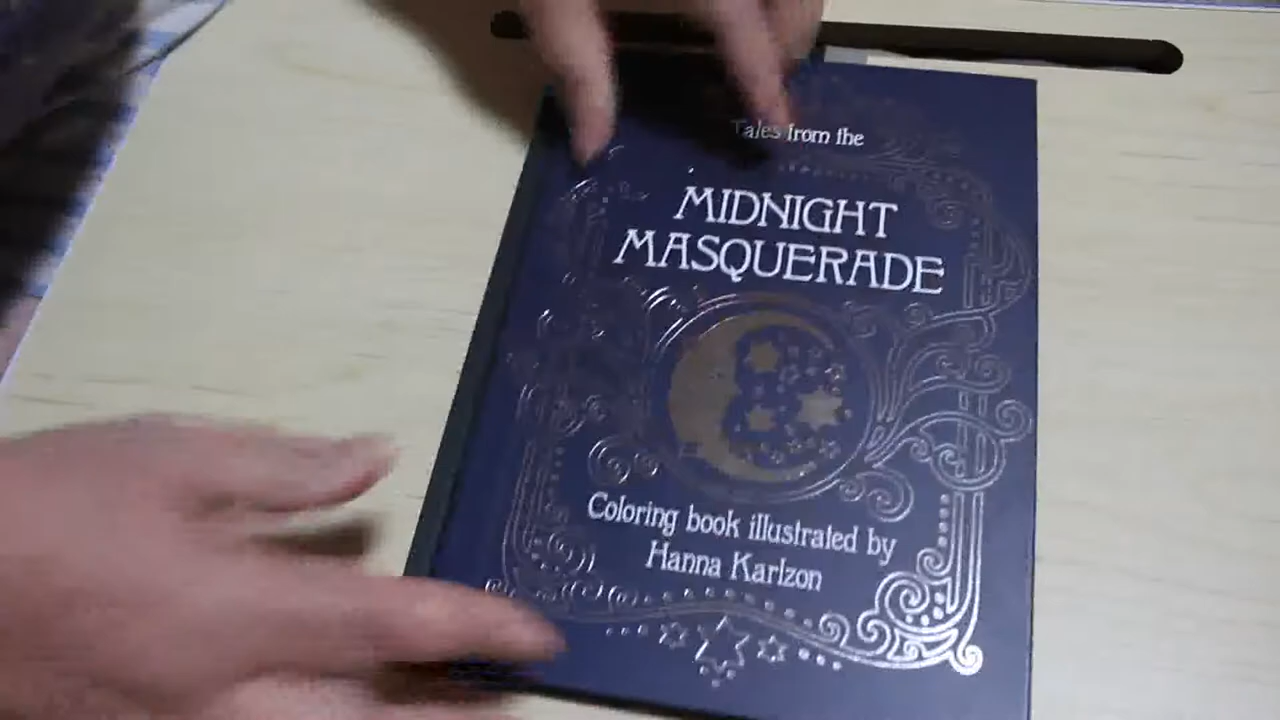 Tales from the
MIDNIGHT
MASQUERADE
Coloring book illustrated by
Hanna Karlzon